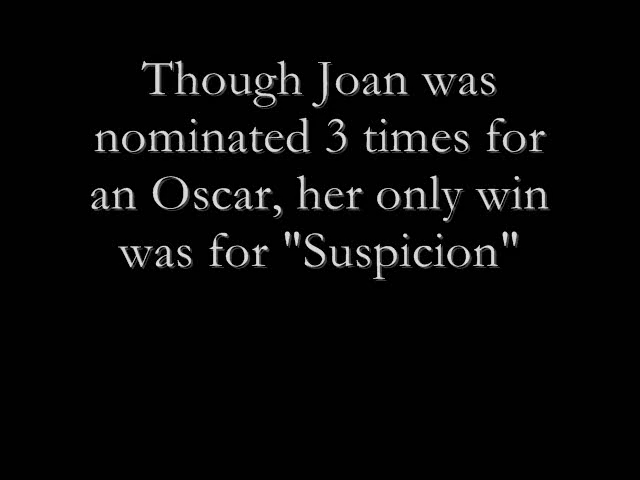 Though Joan was
nominated 3 times for
an Oscar, her only win
was for "Suspicion"